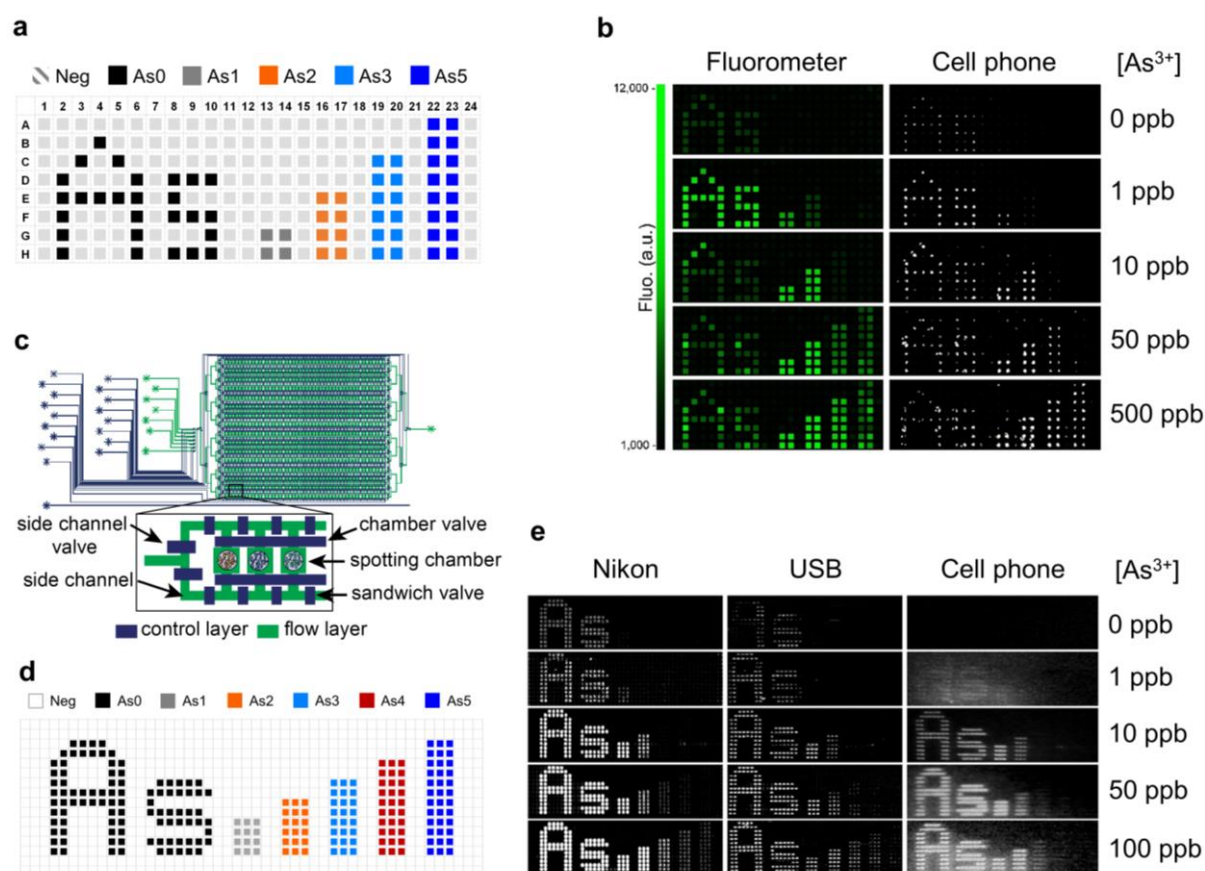 a
Neg As0 As1 As2 As3 As5
1 2 3 4 5 6 7 8 9 10 11 12 13 14 15 16 17 18 19 20 21 22 23 24
A
B
C
D
E
F
G
H
b
Fluorometer Cell phone [As³⁺]
12,000
Fluo. (a.u.)
1,000
0 ppb
1 ppb
10 ppb
50 ppb
500 ppb
c
side channel valve
side channel
chamber valve
spotting chamber
sandwich valve
control layer flow layer
d
Neg As0 As1 As2 As3 As4 As5
As
e
Nikon USB Cell phone [As³⁺]
0 ppb
1 ppb
10 ppb
50 ppb
100 ppb